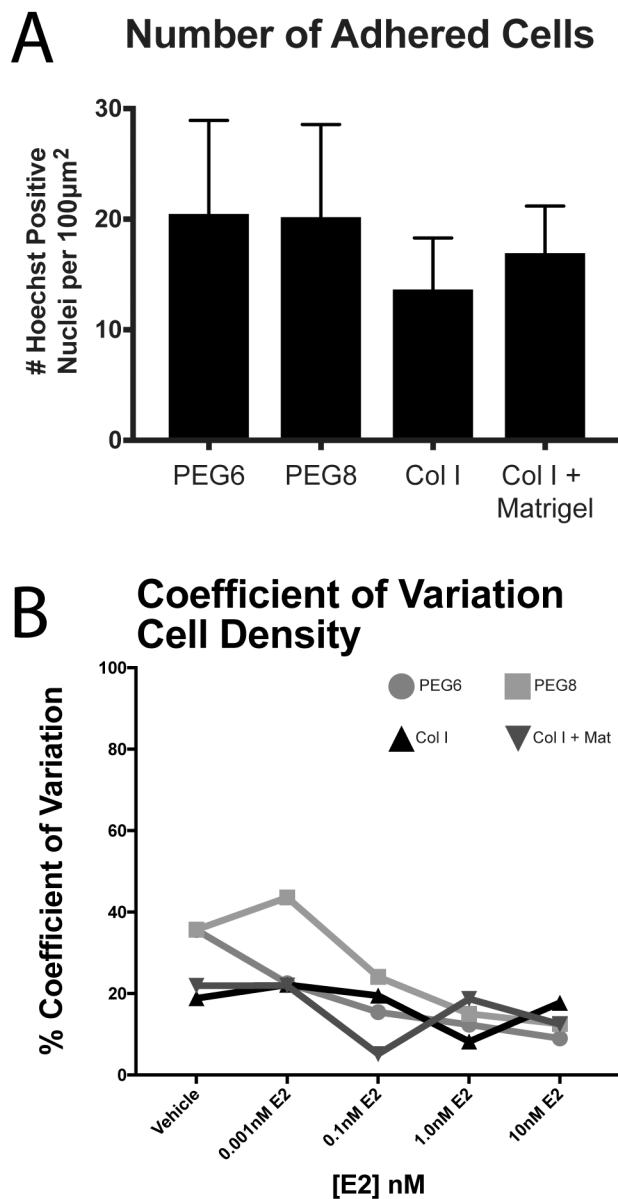 A
Number of Adhered Cells
# Hoechst Positive
Nuclei per 100µm²
30
20
10
0
PEG6
PEG8
Col I
Col I +
Matrigel
B
Coefficient of Variation
Cell Density
% Coefficient of Variation
100
80
60
40
20
0
PEG6
PEG8
Col I
Col I + Mat
Vehicle
0.001nM E2
0.1nM E2
1.0nM E2
10nM E2
[E2] nM